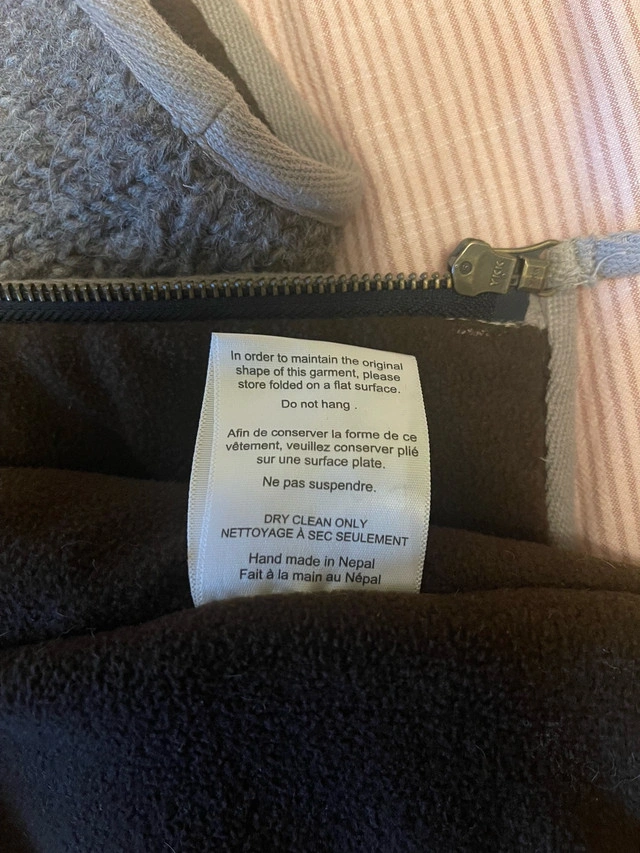 YKK
In order to maintain the original
shape of this garment, please
store folded on a flat surface.
Do not hang .
Afin de conserver la forme de ce
vêtement, veuillez conserver plié
sur une surface plate.
Ne pas suspendre.
DRY CLEAN ONLY
NETTOYAGE À SEC SEULEMENT
Hand made in Nepal
Fait à la main au Népal